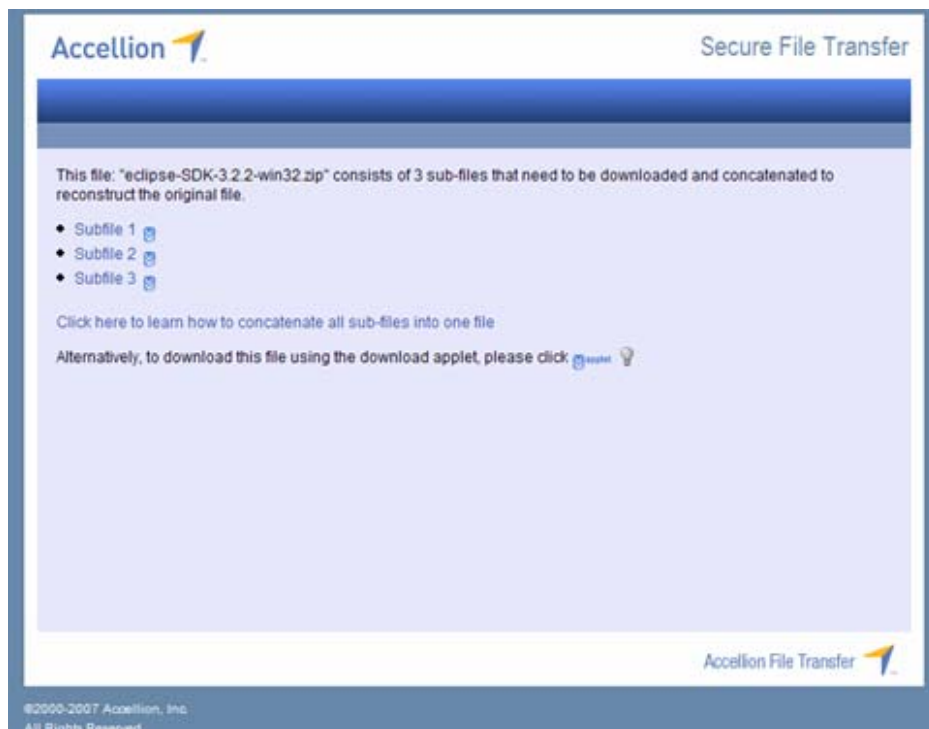 Accellion
Secure File Transfer
This file: "eclipse-SDK-3.2.2-win32.zip" consists of 3 sub-files that need to be downloaded and concatenated to
reconstruct the original file.
Subfile 1
Subfile 2
Subfile 3
Click here to learn how to concatenate all sub-files into one file
Alternatively, to download this file using the download applet, please click applet
Accellion File Transfer
©2000-2007 Accellion, Inc.
All Rights Reserved